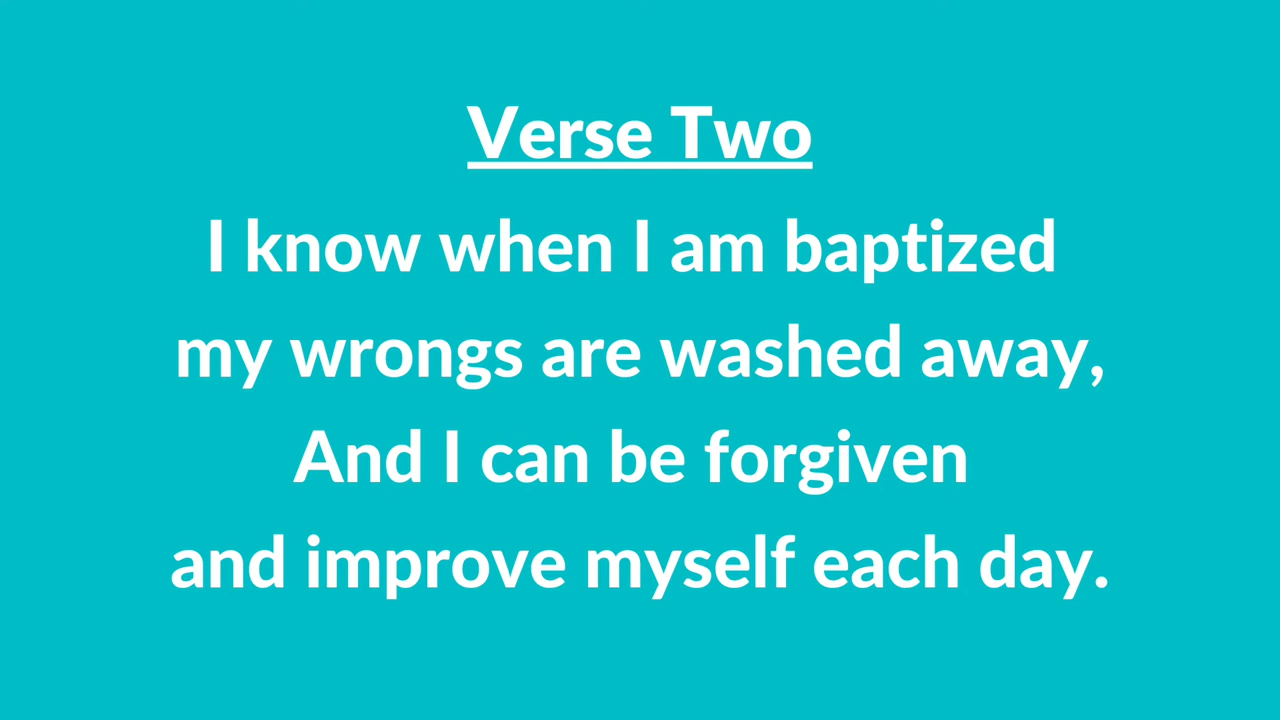 Verse Two
I know when I am baptized
my wrongs are washed away,
And I can be forgiven
and improve myself each day.